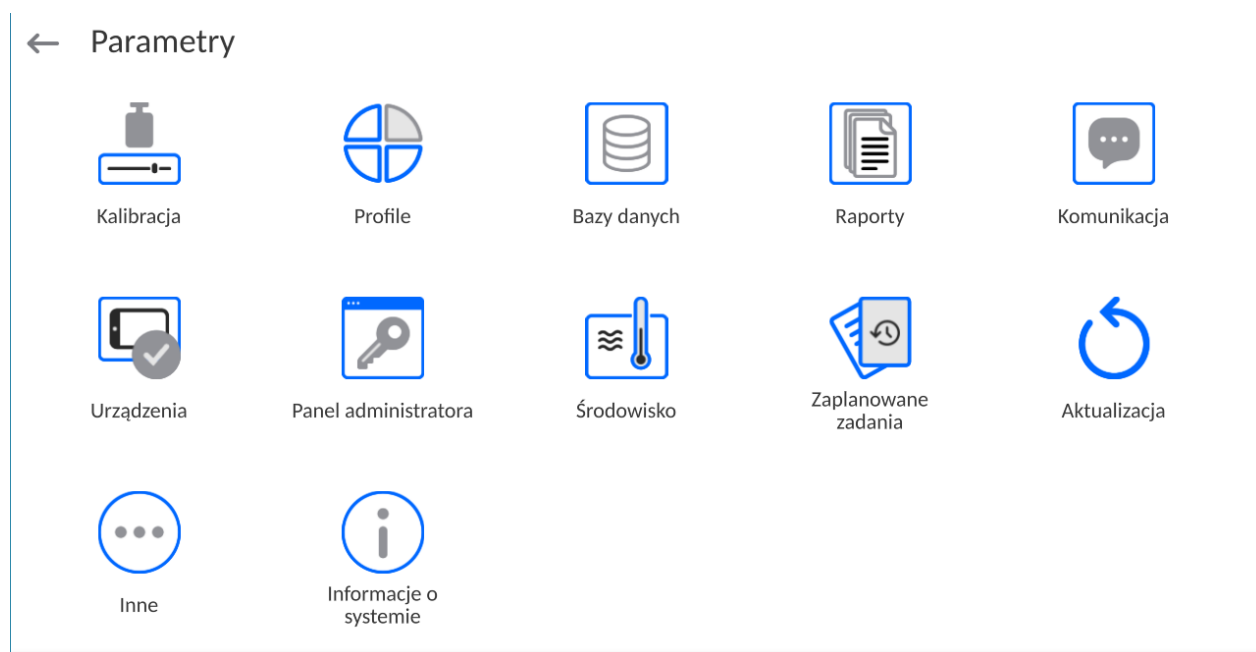 Parametry
Kalibracja
Profile
Bazy danych
Raporty
Komunikacja
Urządzenia
Panel administratora
Środowisko
Zaplanowane
zadania
Aktualizacja
Inne
Informacje o
systemie